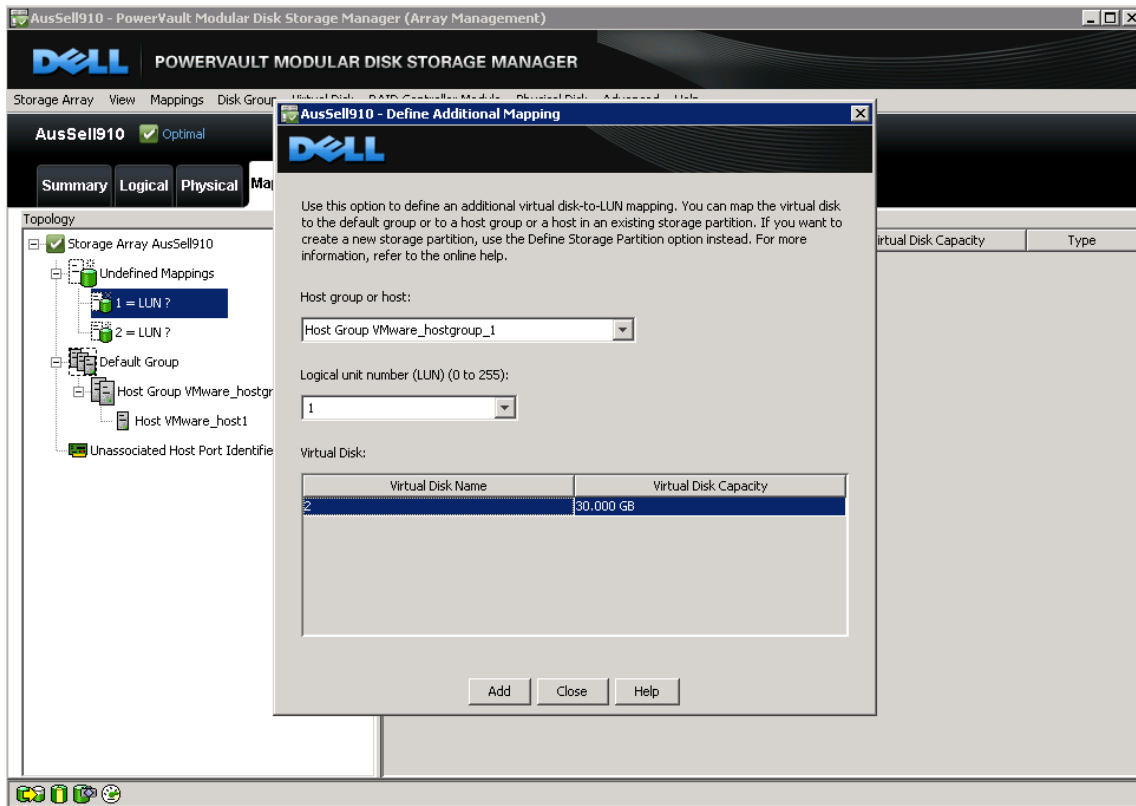 AusSell910 - PowerVault Modular Disk Storage Manager (Array Management)
DELL POWERVAULT MODULAR DISK STORAGE MANAGER
Storage Array View Mappings Disk Group
AusSell910 Optimal
Summary Logical Physical
Topology
Storage Array AusSell910
Undefined Mappings
1 = LUN ?
2 = LUN ?
Default Group
Host Group VMware_hostgr
Host VMware_host1
Unassociated Host Port Identifie
AusSell910 - Define Additional Mapping
DELL
Use this option to define an additional virtual disk-to-LUN mapping. You can map the virtual disk
to the default group or to a host group or a host in an existing storage partition. If you want to
create a new storage partition, use the Define Storage Partition option instead. For more
information, refer to the online help.
Host group or host:
Host Group VMware_hostgroup_1
Logical unit number (LUN) (0 to 255):
1
Virtual Disk:
Virtual Disk Name Virtual Disk Capacity
2 30.000 GB
Add Close Help
irtual Disk Capacity Type